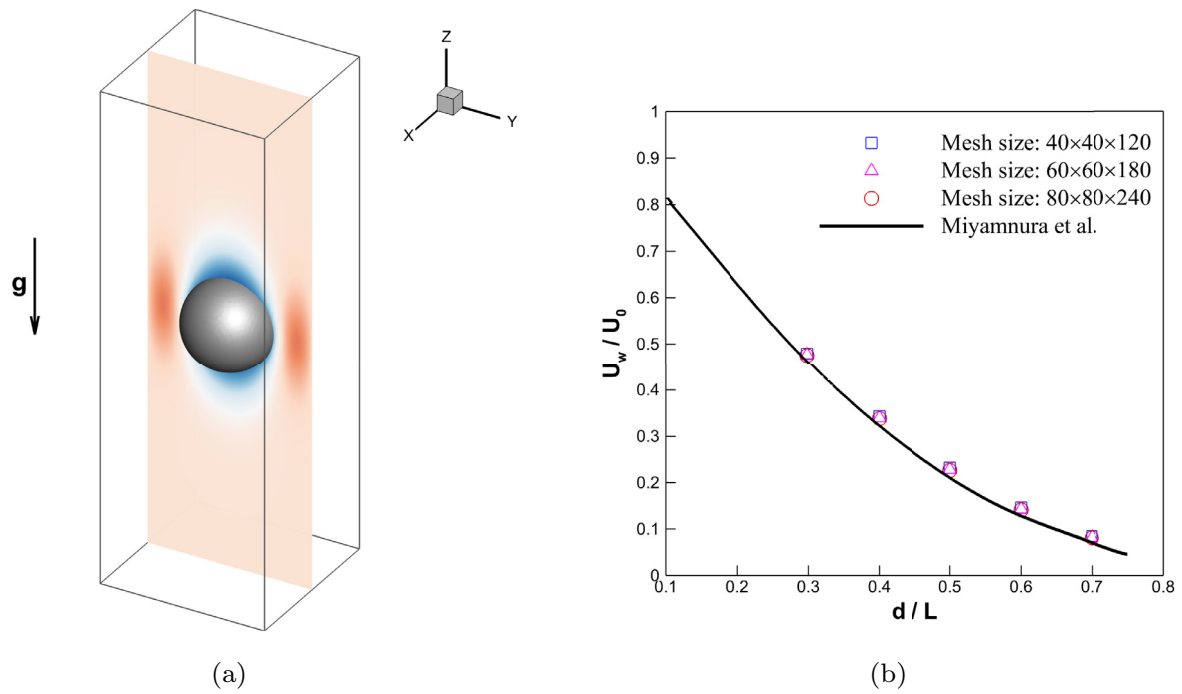 Z
X
Y
g
(a)
1
0.9
0.8
0.7
0.6
0.5
0.4
0.3
0.2
0.1
0
U_w / U_0
Mesh size: 40×40×120
Mesh size: 60×60×180
Mesh size: 80×80×240
Miyamnura et al.
0.1 0.2 0.3 0.4 0.5 0.6 0.7 0.8
d / L
(b)